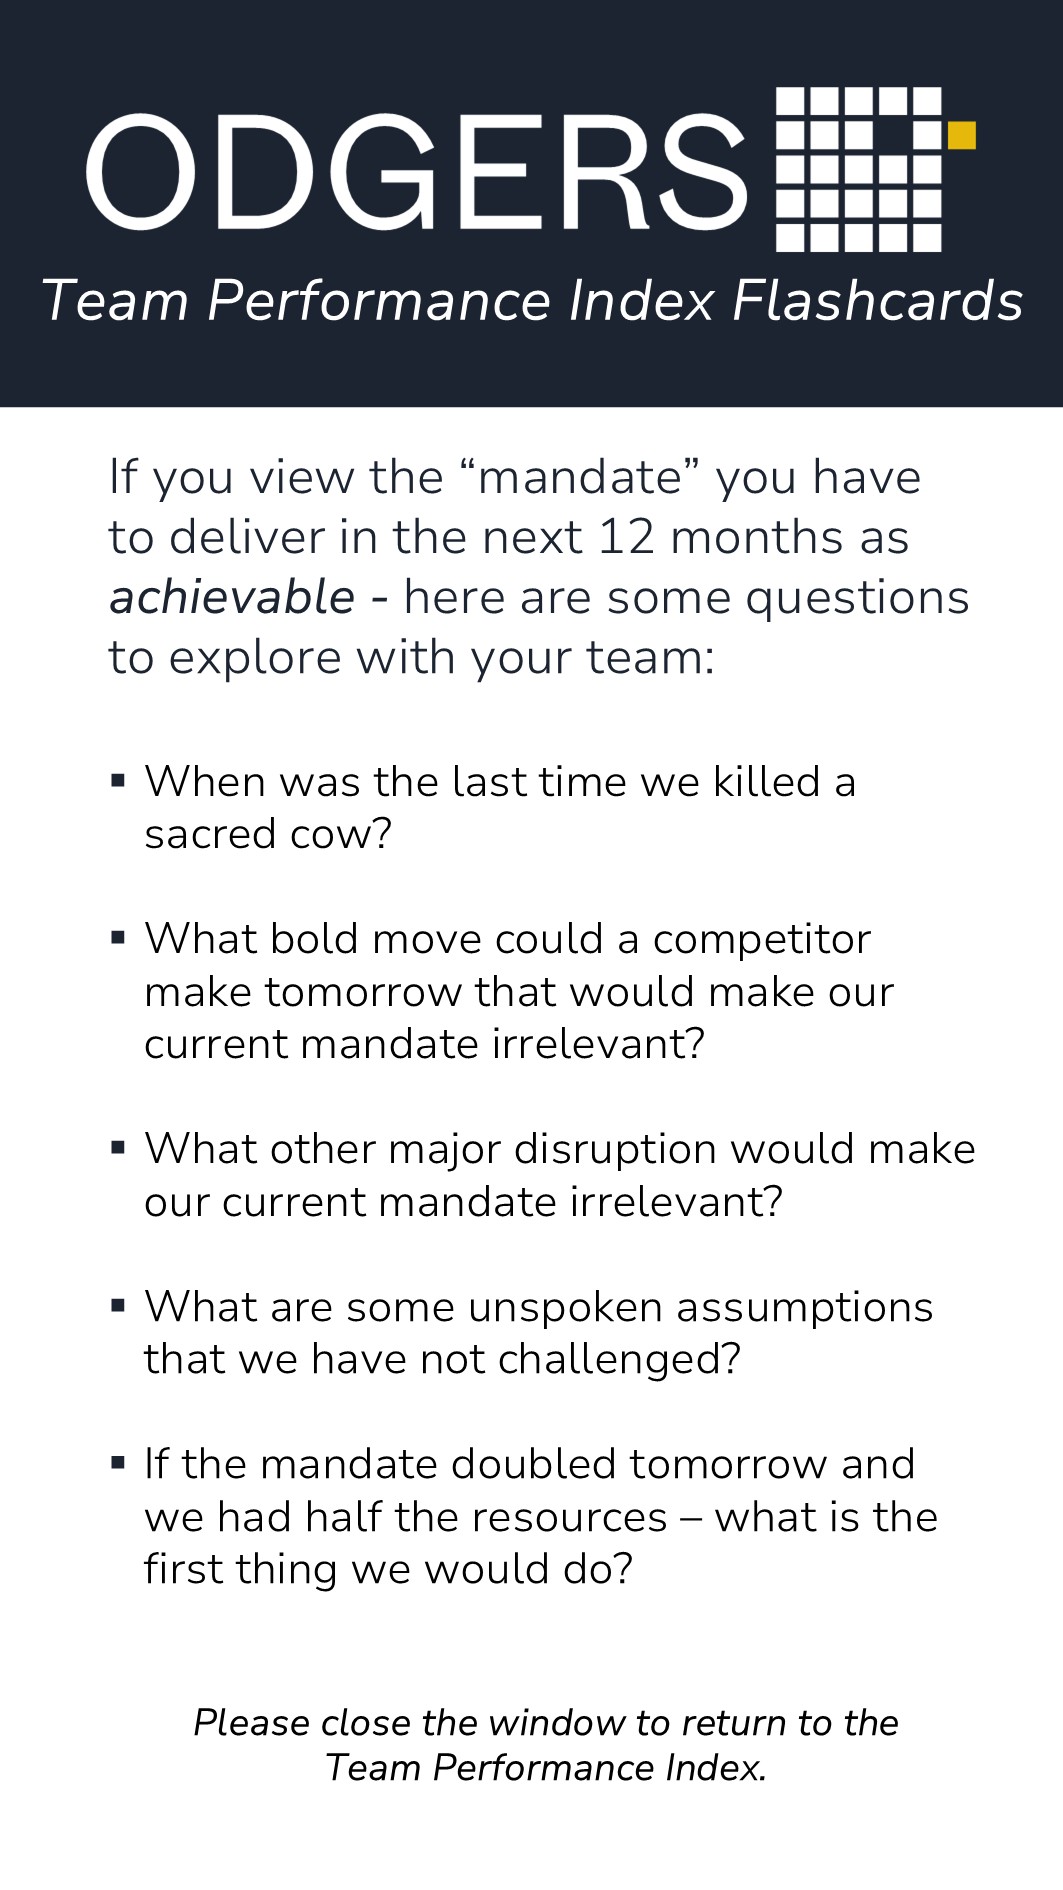 ODGERS
Team Performance Index Flashcards
If you view the “mandate” you have
to deliver in the next 12 months as
achievable - here are some questions
to explore with your team:
▪ When was the last time we killed a
sacred cow?
▪ What bold move could a competitor
make tomorrow that would make our
current mandate irrelevant?
▪ What other major disruption would make
our current mandate irrelevant?
▪ What are some unspoken assumptions
that we have not challenged?
▪ If the mandate doubled tomorrow and
we had half the resources – what is the
first thing we would do?
Please close the window to return to the
Team Performance Index.